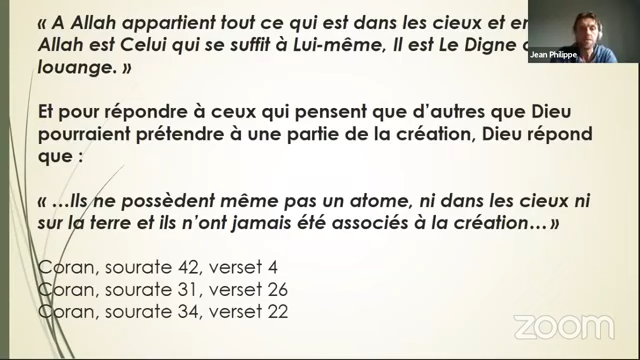 « A Allah appartient tout ce qui est dans les cieux et en
Allah est Celui qui se suffit à Lui-même, Il est Le Digne
louange. »
Jean Philippe
Et pour répondre à ceux qui pensent que d’autres que Dieu
pourraient prétendre à une partie de la création, Dieu répond
que :
« …Ils ne possèdent même pas un atome, ni dans les cieux ni
sur la terre et ils n’ont jamais été associés à la création… »
Coran, sourate 42, verset 4
Coran, sourate 31, verset 26
Coran, sourate 34, verset 22
zoom